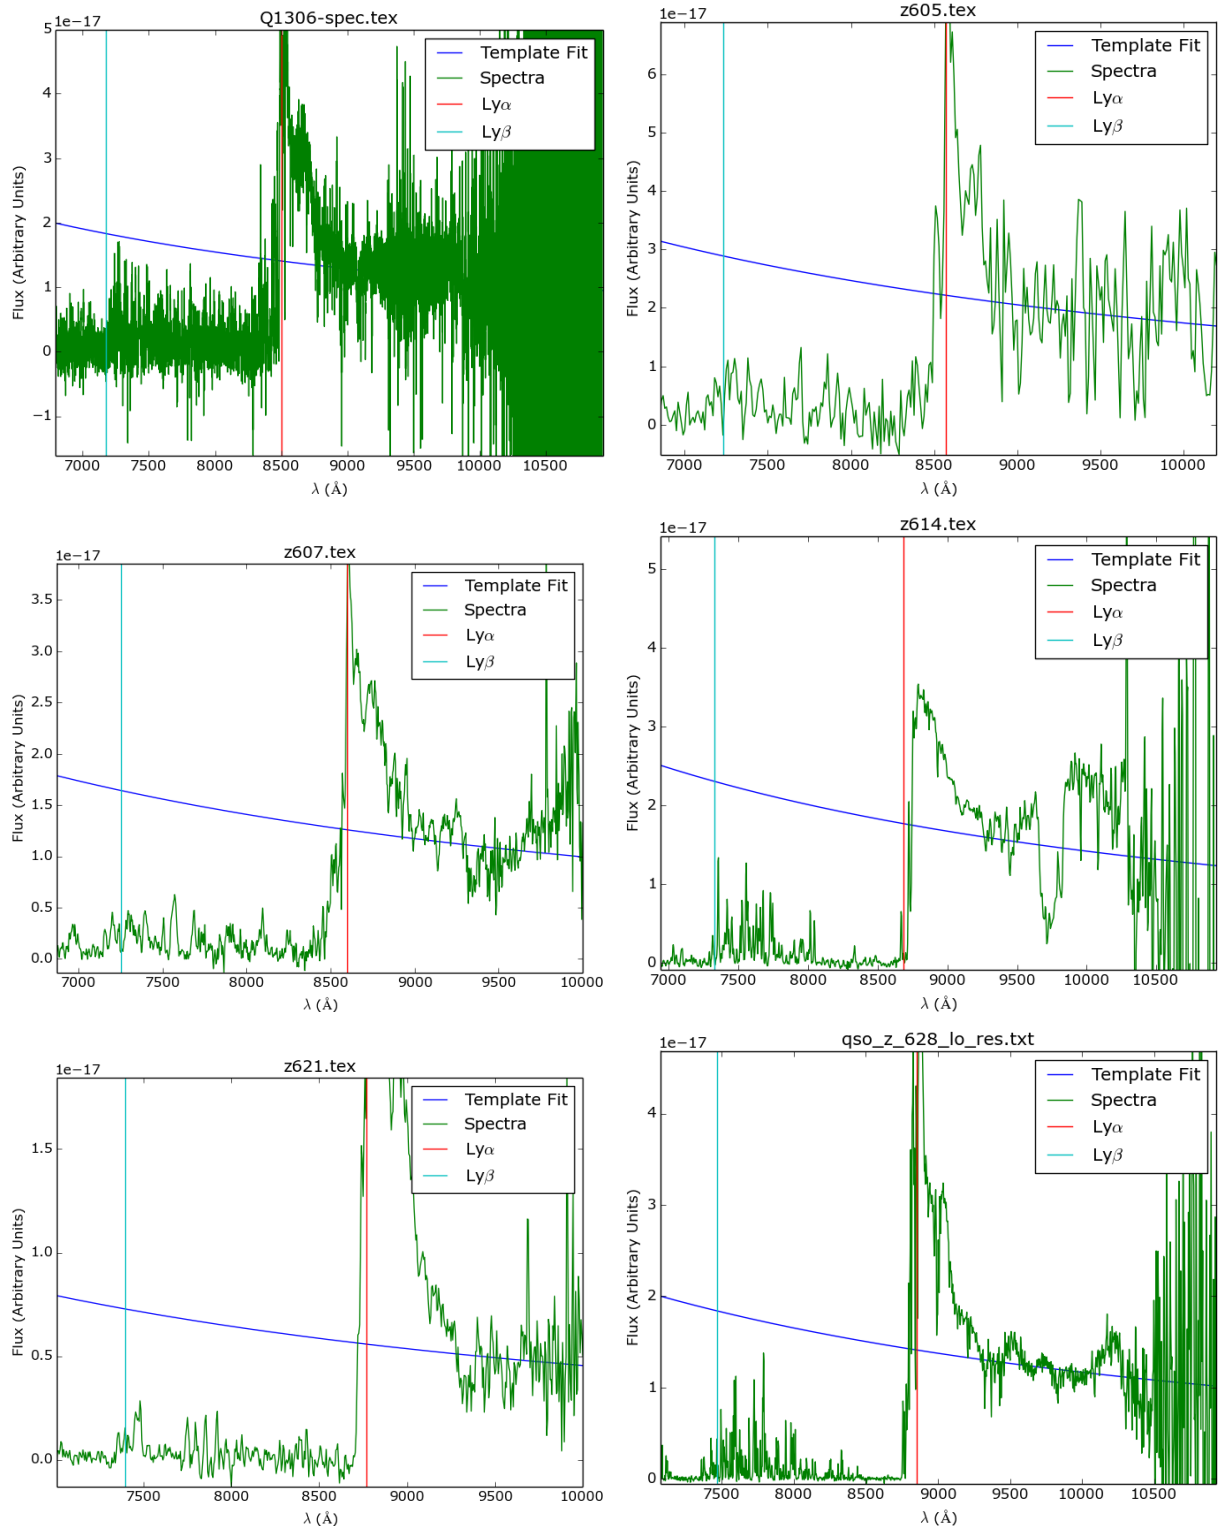 Q1306-spec.tex
1e−17
Flux (Arbitrary Units)
5
4
3
2
1
0
−1
7000 7500 8000 8500 9000 9500 10000 10500
λ (Å)
Template Fit
Spectra
Lyα
Lyβ
z605.tex
1e−17
Flux (Arbitrary Units)
6
5
4
3
2
1
0
7000 7500 8000 8500 9000 9500 10000
λ (Å)
Template Fit
Spectra
Lyα
Lyβ
z607.tex
1e−17
Flux (Arbitrary Units)
3.5
3.0
2.5
2.0
1.5
1.0
0.5
0.0
7000 7500 8000 8500 9000 9500 10000
λ (Å)
Template Fit
Spectra
Lyα
Lyβ
z614.tex
1e−17
Flux (Arbitrary Units)
5
4
3
2
1
0
7000 7500 8000 8500 9000 9500 10000 10500
λ (Å)
Template Fit
Spectra
Lyα
Lyβ
z621.tex
1e−17
Flux (Arbitrary Units)
1.5
1.0
0.5
0.0
7500 8000 8500 9000 9500 10000
λ (Å)
Template Fit
Spectra
Lyα
Lyβ
qso_z_628_lo_res.txt
1e−17
Flux (Arbitrary Units)
4
3
2
1
0
7500 8000 8500 9000 9500 10000 10500
λ (Å)
Template Fit
Spectra
Lyα
Lyβ